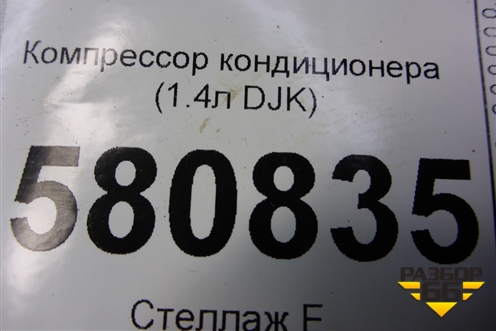 Компрессор кондиционера
(1.4л DJK)
580835
Стеллаж F
РАЗБОР
66